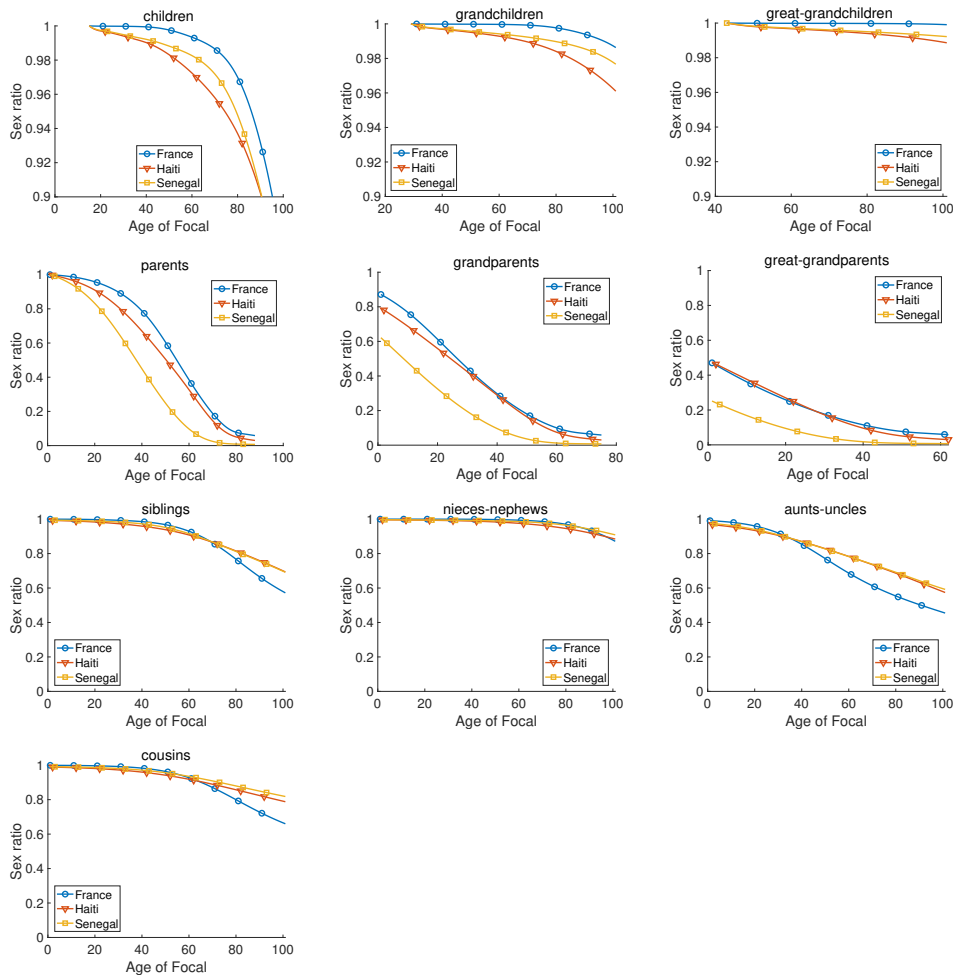 children
1
0.98
0.96
0.94
0.92
0.9
Sex ratio
France
Haiti
Senegal
0 20 40 60 80 100
Age of Focal
grandchildren
1
0.98
0.96
0.94
0.92
0.9
Sex ratio
France
Haiti
Senegal
20 40 60 80 100
Age of Focal
great-grandchildren
1
0.98
0.96
0.94
0.92
0.9
Sex ratio
France
Haiti
Senegal
40 60 80 100
Age of Focal
parents
1
0.8
0.6
0.4
0.2
0
Sex ratio
France
Haiti
Senegal
0 20 40 60 80 100
Age of Focal
grandparents
1
0.8
0.6
0.4
0.2
0
Sex ratio
France
Haiti
Senegal
0 20 40 60 80
Age of Focal
great-grandparents
1
0.8
0.6
0.4
0.2
0
Sex ratio
France
Haiti
Senegal
0 20 40 60
Age of Focal
siblings
1
0.8
0.6
0.4
0.2
0
Sex ratio
France
Haiti
Senegal
0 20 40 60 80 100
Age of Focal
nieces-nephews
1
0.8
0.6
0.4
0.2
0
Sex ratio
France
Haiti
Senegal
0 20 40 60 80 100
Age of Focal
aunts-uncles
1
0.8
0.6
0.4
0.2
0
Sex ratio
France
Haiti
Senegal
0 20 40 60 80 100
Age of Focal
cousins
1
0.8
0.6
0.4
0.2
0
Sex ratio
France
Haiti
Senegal
0 20 40 60 80 100
Age of Focal